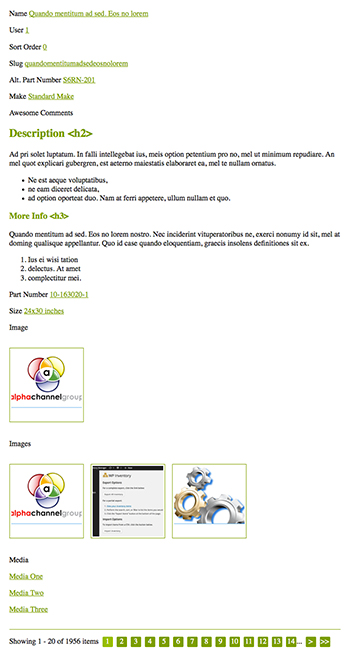 Name Quando mentitum ad sed. Eos no lorem
User 1
Sort Order 0
Slug quandomentitumadsedeosnolorem
Alt. Part Number S6RN-201
Make Standard Make
Awesome Comments
Description <h2>
Ad pri solet luptatum. In falli intellegebat ius, meis option petentium pro no, mel ut minimum repudiare. An
mel quot explicari gubergren, est aeterno maiestatis elaboraret ea, mel te nullam ornatus.
• Ne est aeque voluptatibus,
• ne eam diceret delicata,
• ad option oporteat duo. Nam at ferri appetere, ullum nullam et quo.
More Info <h3>
Quando mentitum ad sed. Eos no lorem nostro. Nec inciderint vituperatoribus ne, exerci nonumy id sit, mel at
doming qualisque appellantur. Quo id case quando eloquentiam, graecis insolens definitiones sit ex.
1. Ius ei wisi tation
2. delectus. At amet
3. complectitur mei.
Part Number 10-163020-1
Size 24x30 inches
Image
a
alphachannelgroup
Images
a
alphachannelgroup
WP Inventory
Export Options
Import Options
Media
Media One
Media Two
Media Three
Showing 1 - 20 of 1956 items 1 2 3 4 5 6 7 8 9 10 11 12 13 14... > >>